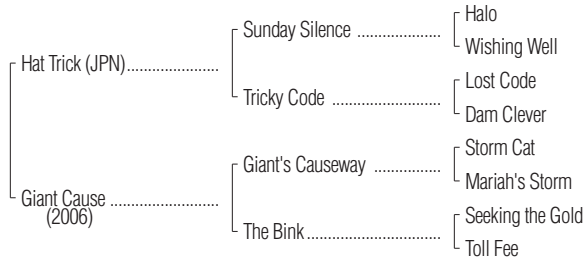 Halo
Sunday Silence ....................
Wishing Well
Hat Trick (JPN)......................
Lost Code
Tricky Code ..........................
Dam Clever
Storm Cat
Giant's Causeway ................
Mariah's Storm
Giant Cause ..........................
(2006)
Seeking the Gold
The Bink................................
Toll Fee